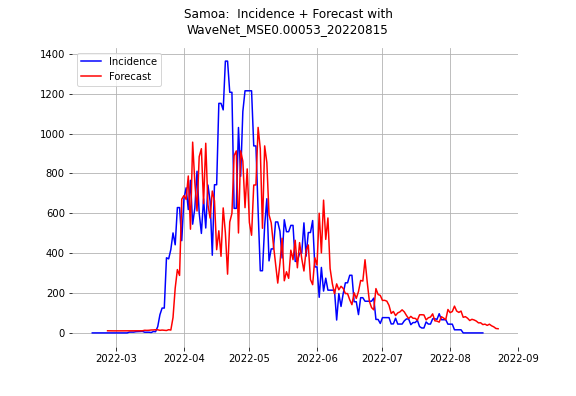 Samoa:  Incidence + Forecast with
WaveNet_MSE0.00053_20220815
Incidence
Forecast
1400
1200
1000
800
600
400
200
0
2022-03 2022-04 2022-05 2022-06 2022-07 2022-08 2022-09